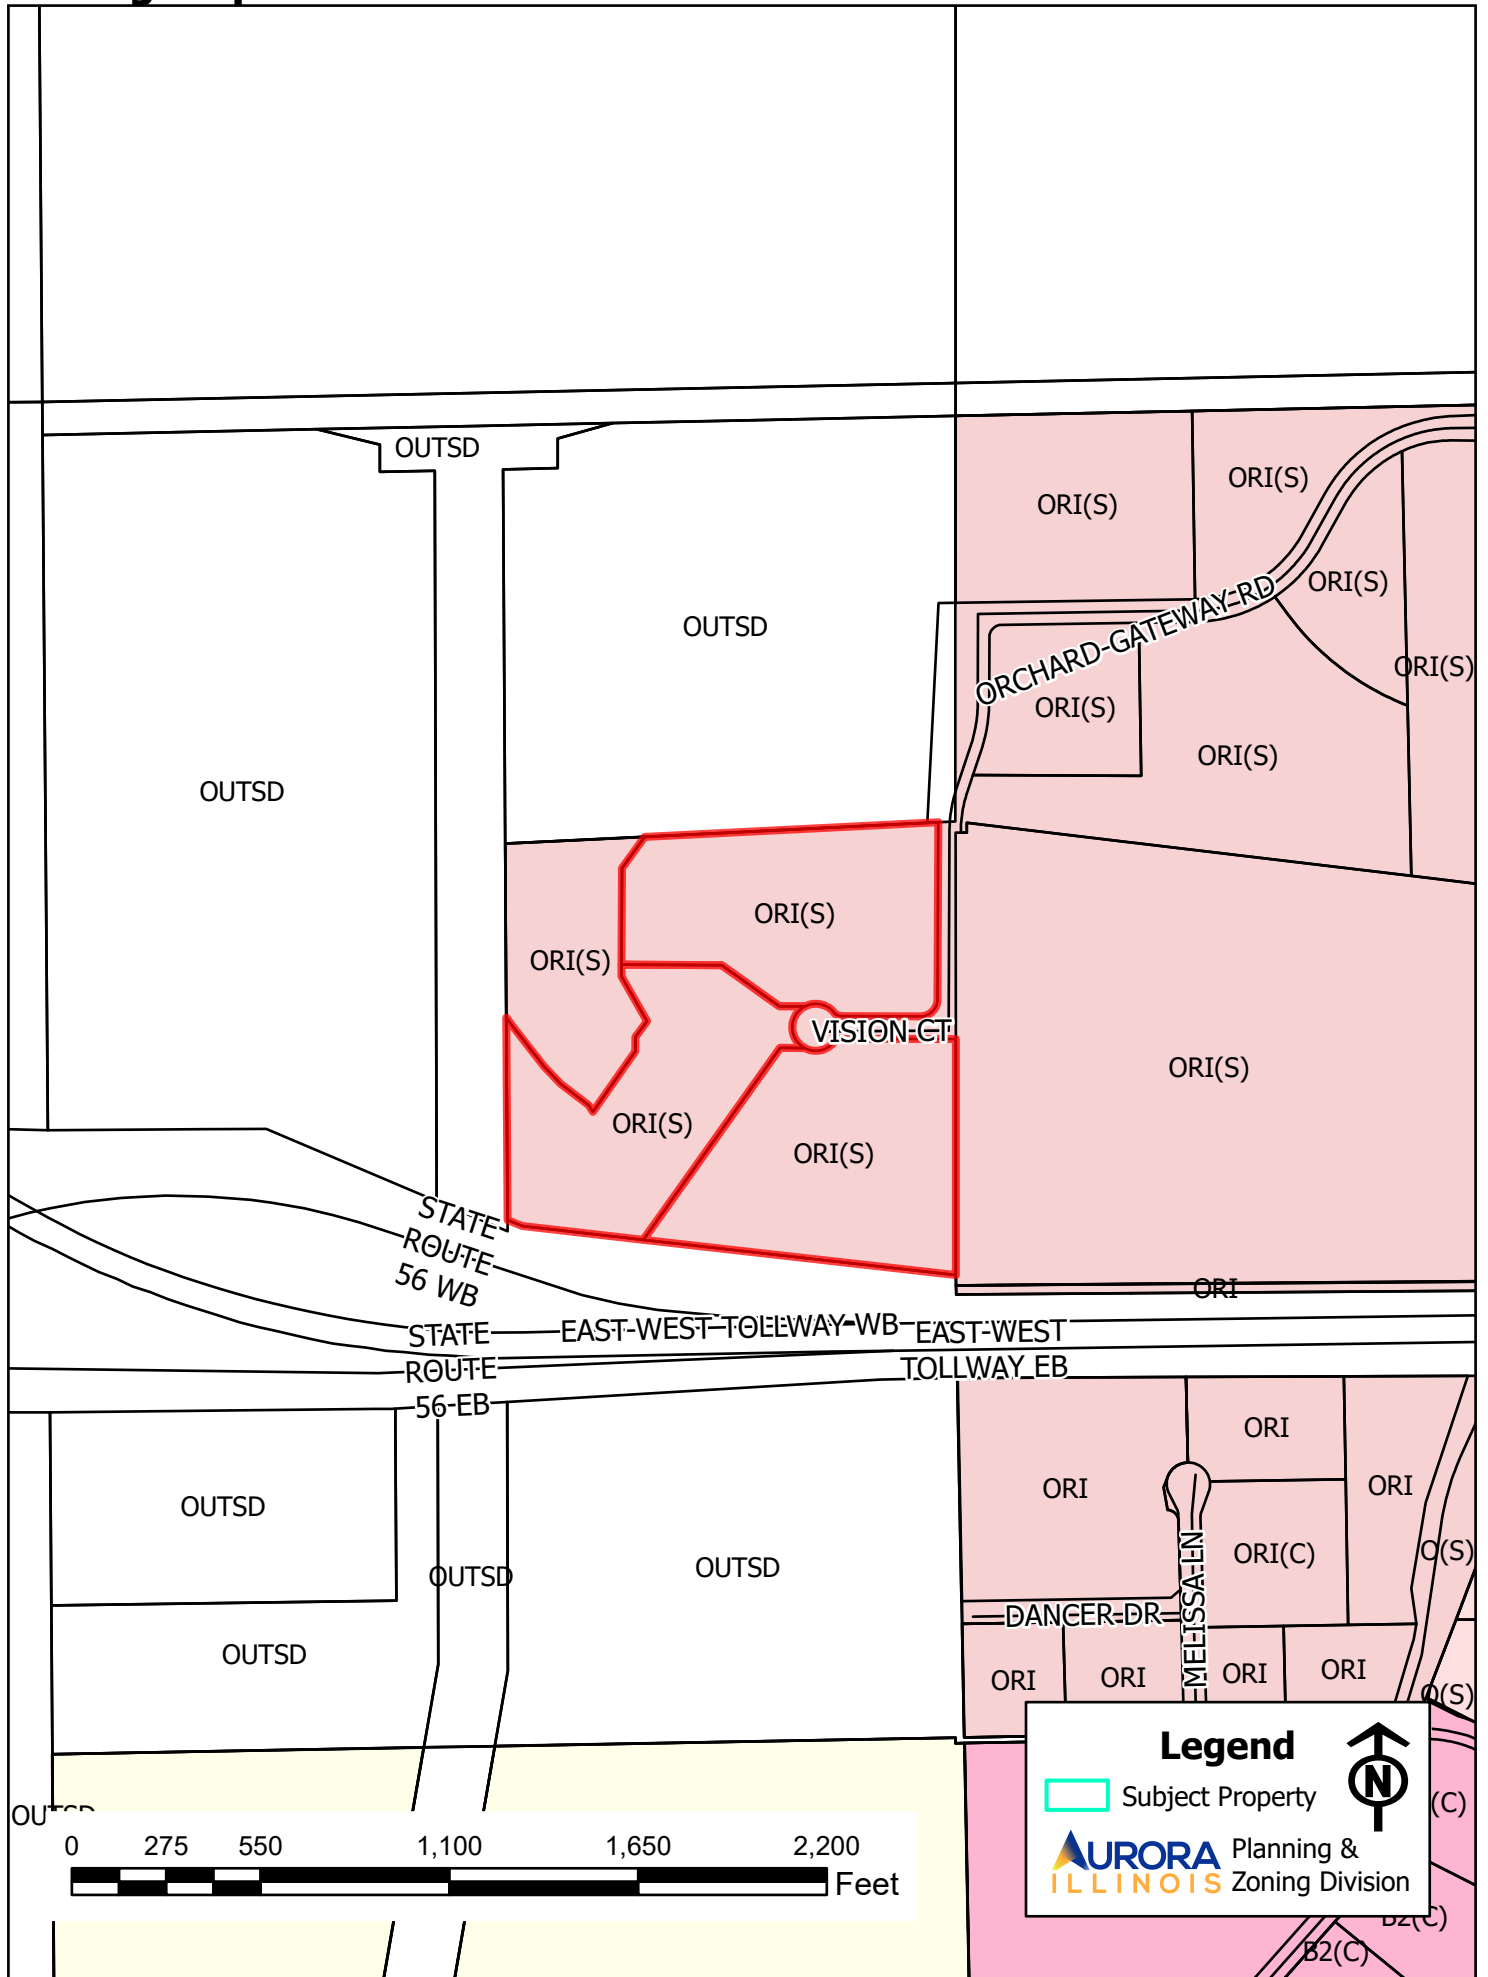 OUTSD
ORI(S)
ORI(S)
ORI(S)
OUTSD
ORCHARD GATEWAY RD
ORI(S)
ORI(S)
ORI(S)
OUTSD
ORI(S)
ORI(S)
VISION CT
ORI(S)
ORI(S)
ORI(S)
STATE
ROUTE
56 WB
ORI
EAST-WEST TOLLWAY WB
EAST-WEST
TOLLWAY EB
STATE
ROUTE
56 EB
ORI
ORI
ORI
OUTSD
ORI(C)
O(S)
OUTSD
OUTSD
MELISSA LN
DANCER DR
OUTSD
ORI
ORI
ORI
ORI
O(S)
Legend
N
Subject Property
(C)
OUTSD
0 275 550 1,100 1,650 2,200
Feet
AURORA
ILLINOIS
Planning &
Zoning Division
B2(C)
B2(C)